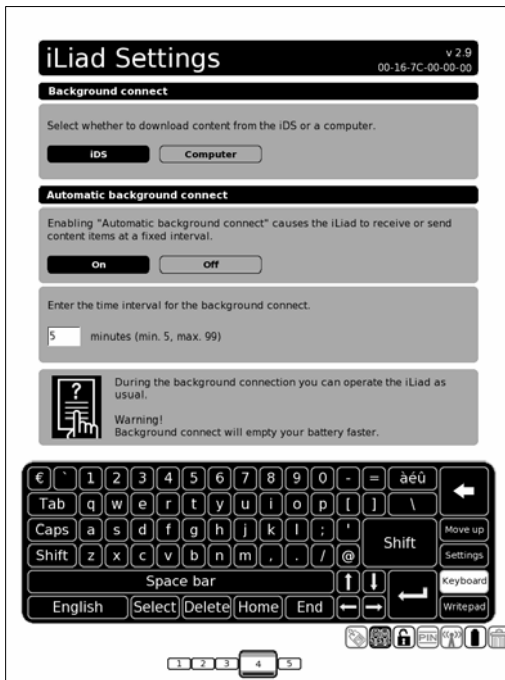 iLiad Settings
v 2.9
00-16-7C-00-00-00
Background connect
Select whether to download content from the iDS or a computer.
iDS Computer
Automatic background connect
Enabling "Automatic background connect" causes the iLiad to receive or send
content items at a fixed interval.
On Off
Enter the time interval for the background connect.
5 minutes (min. 5, max. 99)
?
During the background connection you can operate the iLiad as
usual.
Warning!
Background connect will empty your battery faster.
€ ` 1 2 3 4 5 6 7 8 9 0 - = àéû
Tab q w e r t y u i o p [ ] \
Caps a s d f g h j k l ; ' Shift Move up
Shift z x c v b n m , . / @ Settings
Space bar Keyboard
English Select Delete Home End Writepad
PIN
1 2 3 4 5